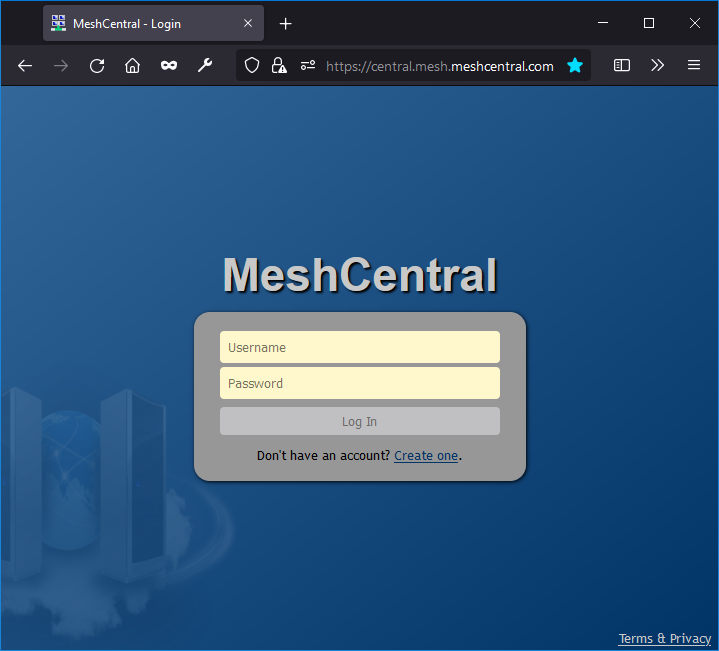 MeshCentral - Login
https://central.mesh.meshcentral.com
MeshCentral
Username
Password
Log In
Don't have an account? Create one.
Terms & Privacy